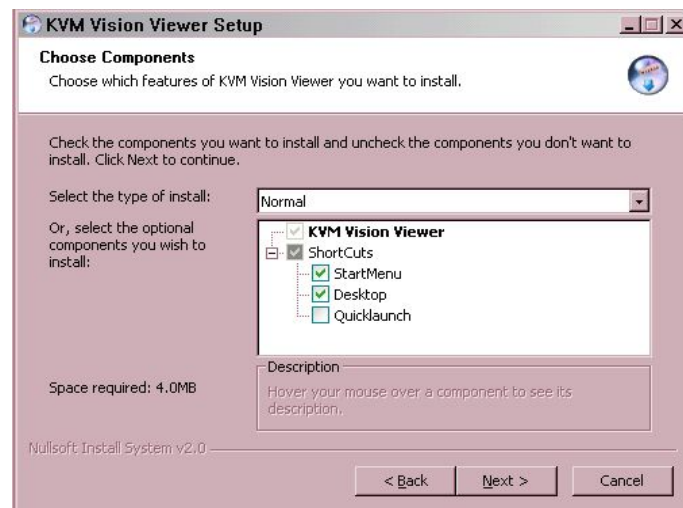 KVM Vision Viewer Setup
Choose Components
Choose which features of KVM Vision Viewer you want to install.
Check the components you want to install and uncheck the components you don't want to
install. Click Next to continue.
Select the type of install:
Normal
Or, select the optional
components you wish to
install:
KVM Vision Viewer
ShortCuts
StartMenu
Desktop
Quicklaunch
Space required: 4.0MB
Description
Hover your mouse over a component to see its
description.
Nullsoft Install System v2.0
< Back
Next >
Cancel